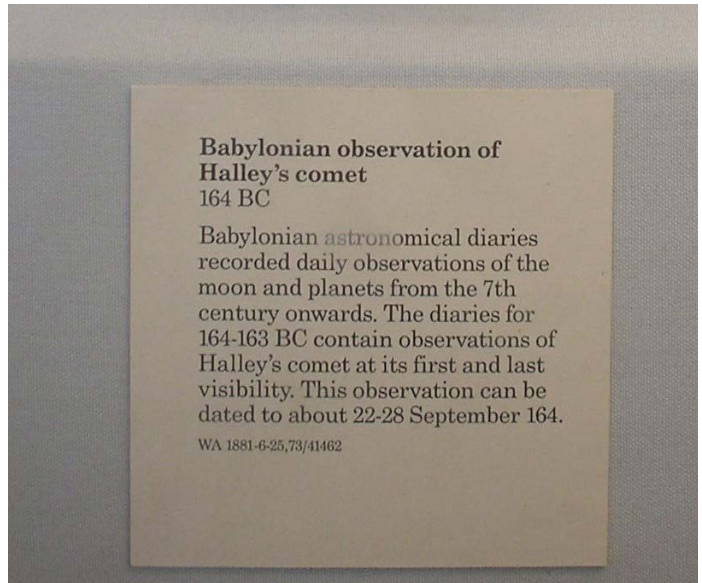 Babylonian observation of
Halley's comet
164 BC
Babylonian astronomical diaries
recorded daily observations of the
moon and planets from the 7th
century onwards. The diaries for
164-163 BC contain observations of
Halley's comet at its first and last
visibility. This observation can be
dated to about 22-28 September 164.
WA 1881-6-25,73/41462